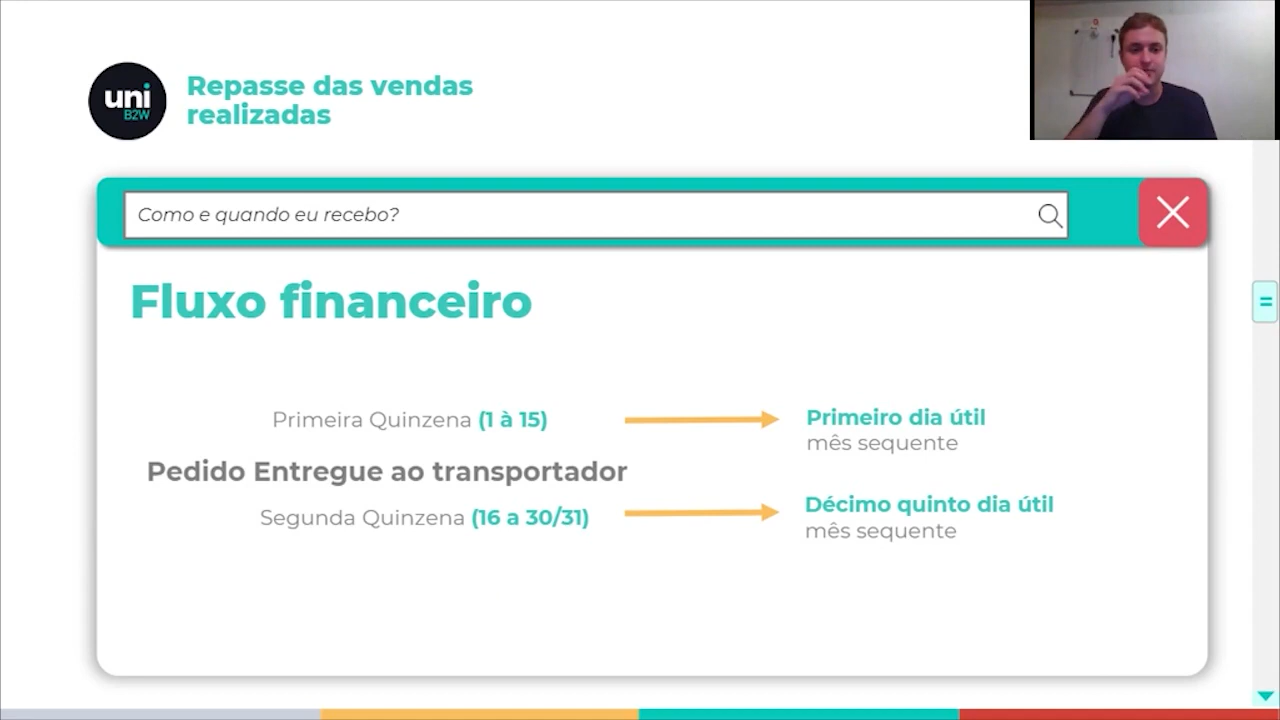 uni
B2W
Repasse das vendas
realizadas
Como e quando eu recebo?
Fluxo financeiro
Primeira Quinzena (1 à 15)
Primeiro dia útil
mês sequente
Pedido Entregue ao transportador
Segunda Quinzena (16 a 30/31)
Décimo quinto dia útil
mês sequente